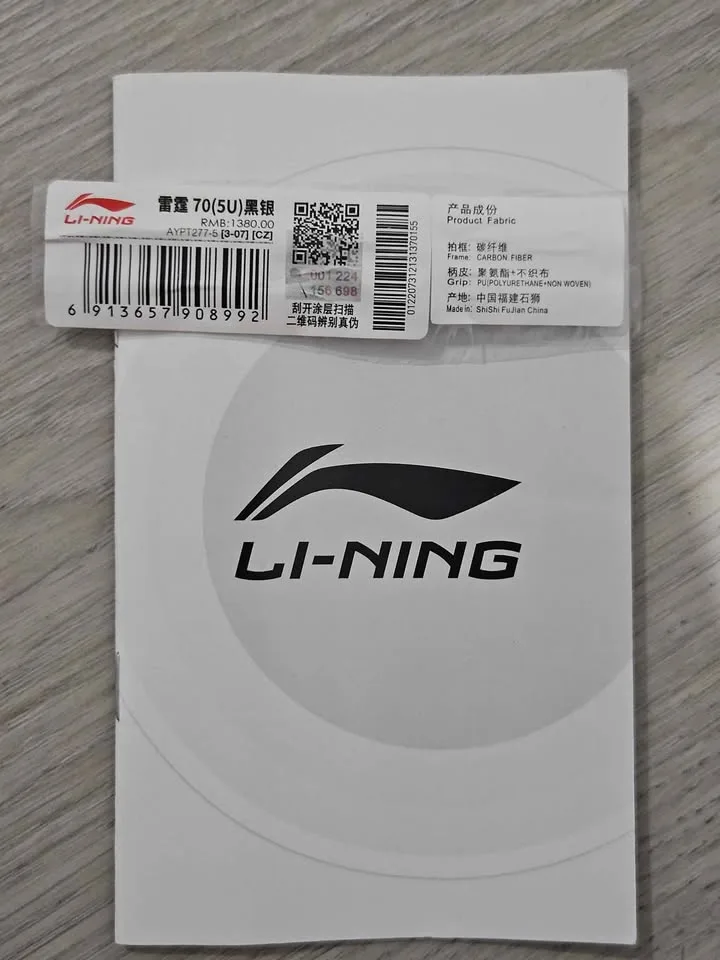 LI-NING
雷霆 70(5U)黑银
RMB:1380.00
AYPT277-5 [3-07] [CZ]
6 913657 908992
001 224
156 698
刮开涂层扫描
二维码辨别真伪
0122073121313170155
产品成份
Product Fabric
拍框: 碳纤维
Frame: CARBON FIBER
柄皮: 聚氨酯+不织布
Grip: PU(POLYURETHANE+NON WOVEN)
产地: 中国福建石狮
Made in: ShiShi FuJian China
LI-NING